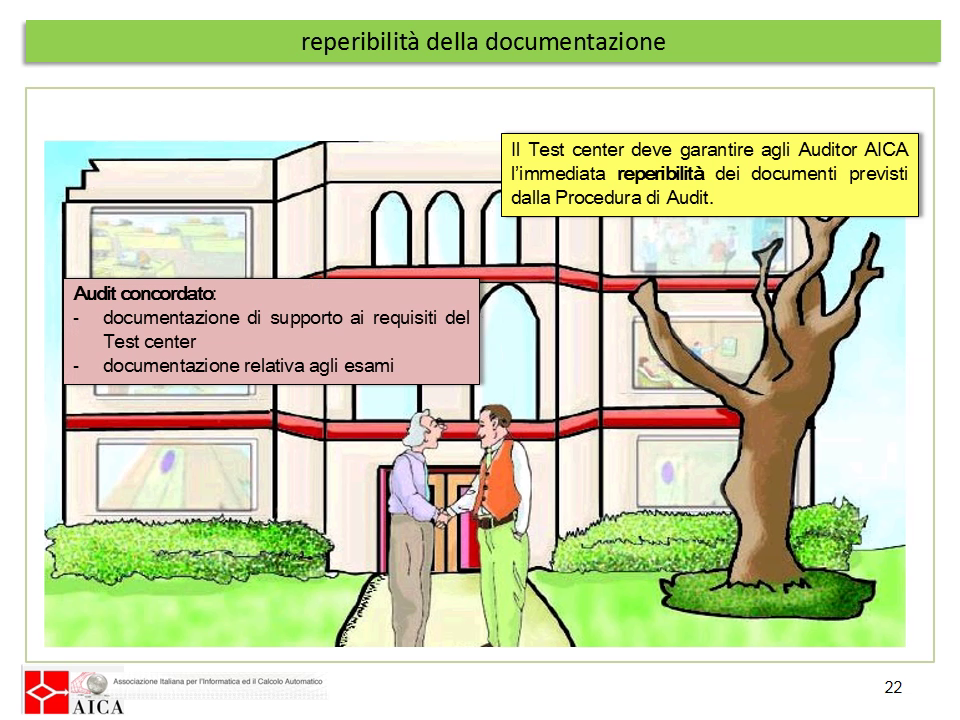 reperibilità della documentazione
Il Test center deve garantire agli Auditor AICA
l'immediata reperibilità dei documenti previsti
dalla Procedura di Audit.
Audit concordato:
- documentazione di supporto ai requisiti del
Test center
- documentazione relativa agli esami
Associazione Italiana per l'Informatica ed il Calcolo Automatico
AICA
22